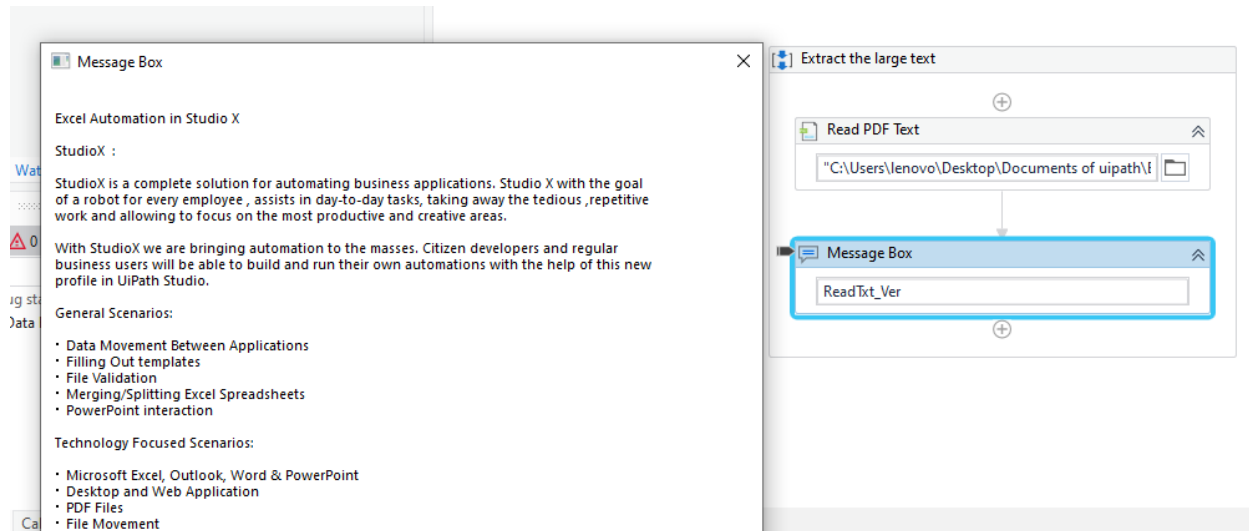 Message Box
Excel Automation in Studio X
StudioX :
StudioX is a complete solution for automating business applications. Studio X with the goal
of a robot for every employee , assists in day-to-day tasks, taking away the tedious ,repetitive
work and allowing to focus on the most productive and creative areas.
With StudioX we are bringing automation to the masses. Citizen developers and regular
business users will be able to build and run their own automations with the help of this new
profile in UiPath Studio.
General Scenarios:
• Data Movement Between Applications
• Filling Out templates
• File Validation
• Merging/Splitting Excel Spreadsheets
• PowerPoint interaction
Technology Focused Scenarios:
• Microsoft Excel, Outlook, Word & PowerPoint
• Desktop and Web Application
• PDF Files
• File Movement
Extract the large text
Read PDF Text
"C:\Users\lenovo\Desktop\Documents of uipath\
Message Box
ReadTxt_Ver
0